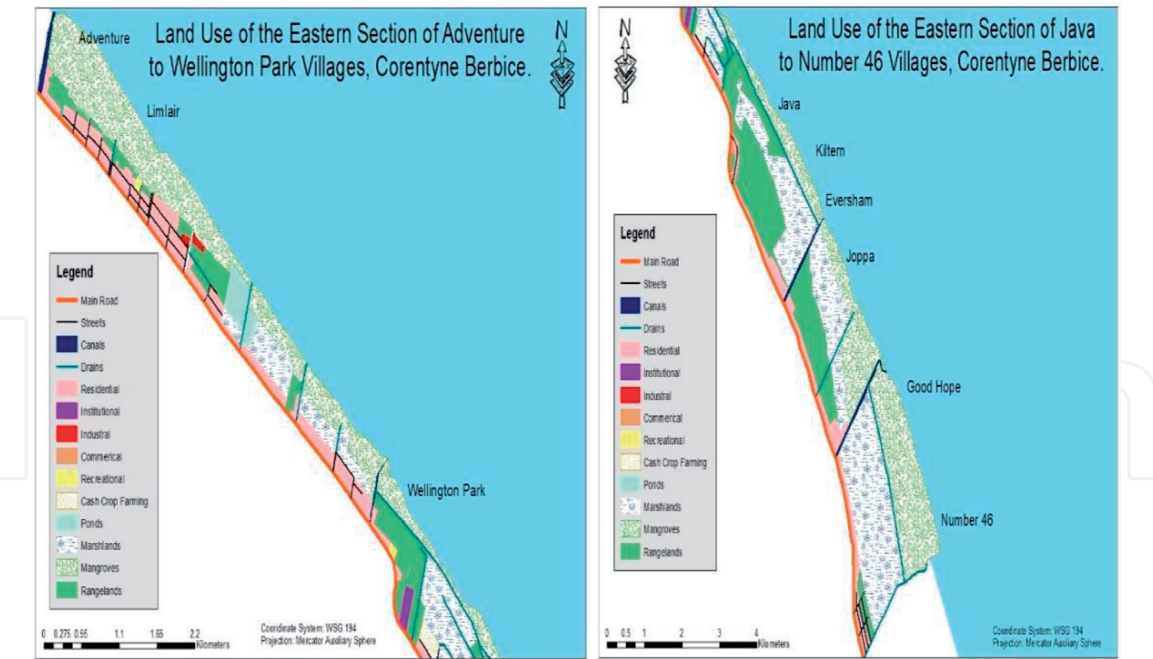 Land Use of the Eastern Section of Adventure
to Wellington Park Villages, Corentyne Berbice.
N
Adventure
Limlair
Wellington Park
Legend
Main Road
Streets
Canals
Drains
Residential
Institutional
Industral
Commerical
Recreational
Cash Crop Farming
Ponds
Marshlands
Mangroves
Rangelands
0 0.275 0.55 1.1 1.65 2.2
Kilometers
Coordinate System: WSG 194
Projection: Mercator Auxiliary Sphere
Land Use of the Eastern Section of Java
to Number 46 Villages, Corentyne Berbice.
N
Java
Kiltern
Eversham
Joppa
Good Hope
Number 46
Legend
Main Road
Streets
Canals
Drains
Residential
Institutional
Industral
Commerical
Recreational
Cash Crop Farming
Ponds
Marshlands
Mangroves
Rangelands
0 0.5 1 2 3 4
Kilometers
Coordinate System: WSG 194
Projection: Mercator Auxiliary Sphere